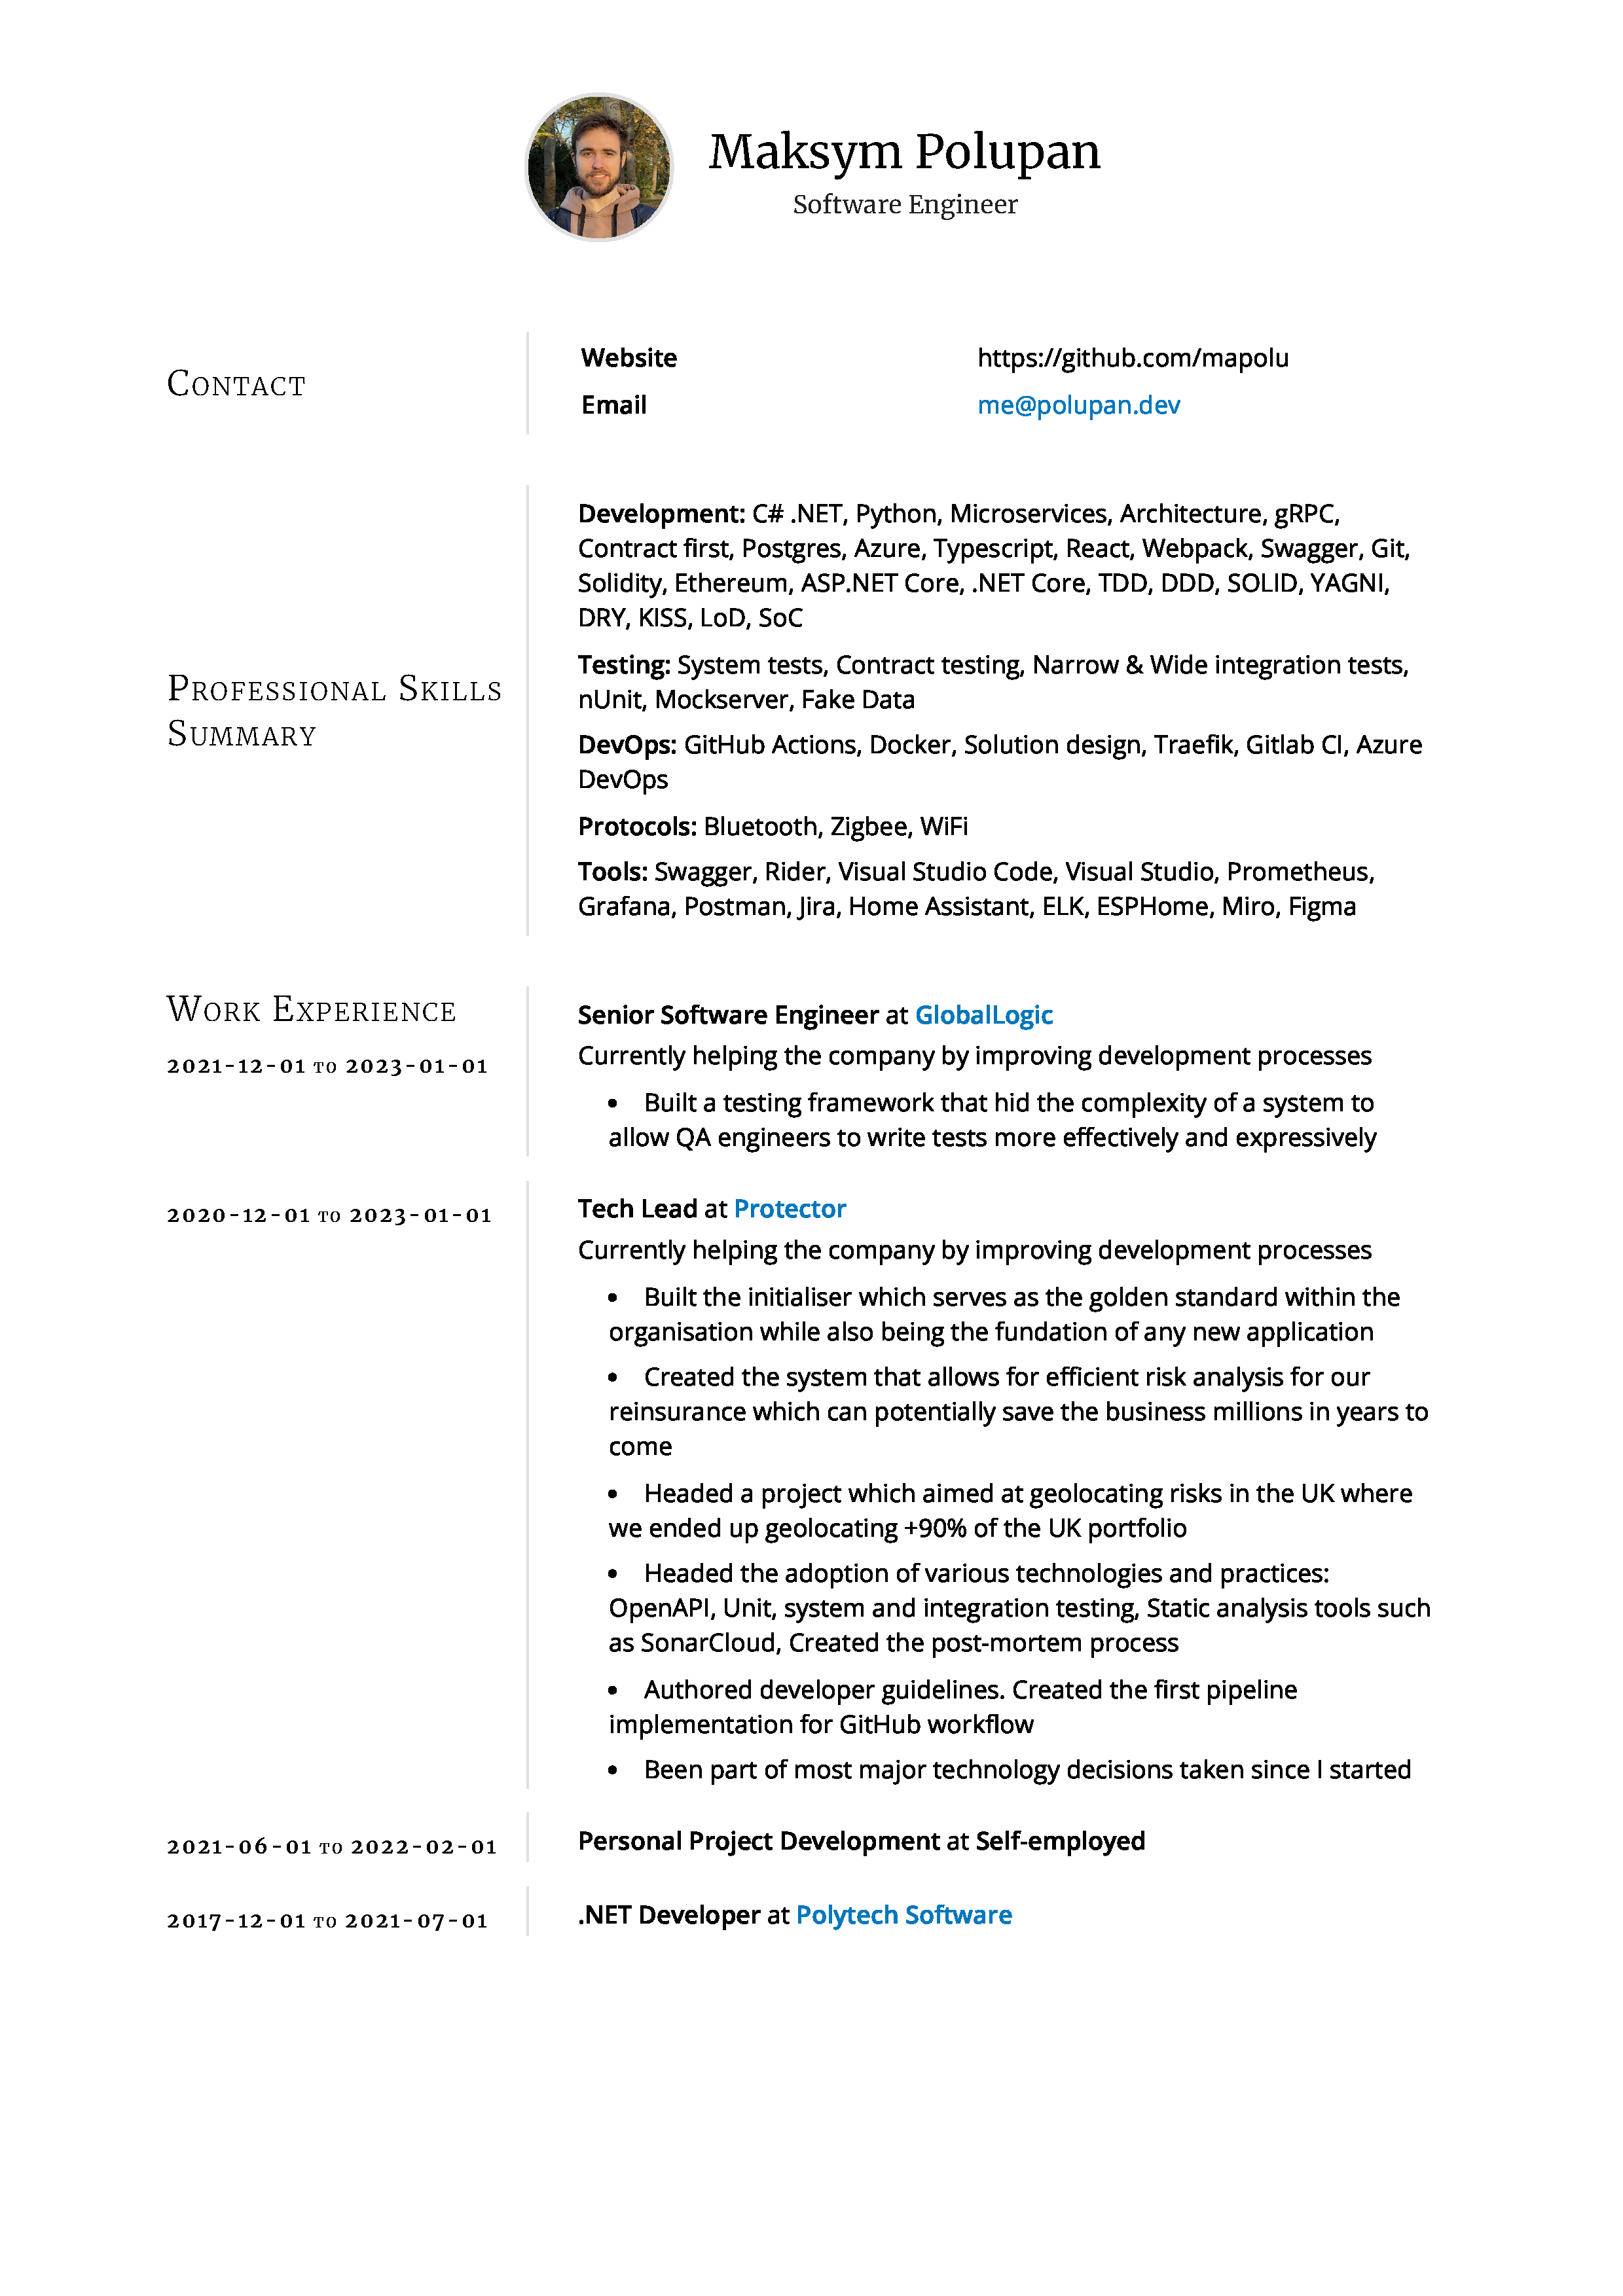 Maksym Polupan
Software Engineer
Contact
Website https://github.com/mapolu
Email me@polupan.dev
Professional Skills
Summary
Development: C# .NET, Python, Microservices, Architecture, gRPC,
Contract first, Postgres, Azure, Typescript, React, Webpack, Swagger, Git,
Solidity, Ethereum, ASP.NET Core, .NET Core, TDD, DDD, SOLID, YAGNI,
DRY, KISS, LoD, SoC
Testing: System tests, Contract testing, Narrow & Wide integration tests,
nUnit, Mockserver, Fake Data
DevOps: GitHub Actions, Docker, Solution design, Traefik, Gitlab CI, Azure
DevOps
Protocols: Bluetooth, Zigbee, WiFi
Tools: Swagger, Rider, Visual Studio Code, Visual Studio, Prometheus,
Grafana, Postman, Jira, Home Assistant, ELK, ESPHome, Miro, Figma
Work Experience
2021-12-01 to 2023-01-01
Senior Software Engineer at GlobalLogic
Currently helping the company by improving development processes
• Built a testing framework that hid the complexity of a system to
allow QA engineers to write tests more effectively and expressively
2020-12-01 to 2023-01-01
Tech Lead at Protector
Currently helping the company by improving development processes
• Built the initialiser which serves as the golden standard within the
organisation while also being the fundation of any new application
• Created the system that allows for efficient risk analysis for our
reinsurance which can potentially save the business millions in years to
come
• Headed a project which aimed at geolocating risks in the UK where
we ended up geolocating +90% of the UK portfolio
• Headed the adoption of various technologies and practices:
OpenAPI, Unit, system and integration testing, Static analysis tools such
as SonarCloud, Created the post-mortem process
• Authored developer guidelines. Created the first pipeline
implementation for GitHub workflow
• Been part of most major technology decisions taken since I started
2021-06-01 to 2022-02-01
Personal Project Development at Self-employed
2017-12-01 to 2021-07-01
.NET Developer at Polytech Software